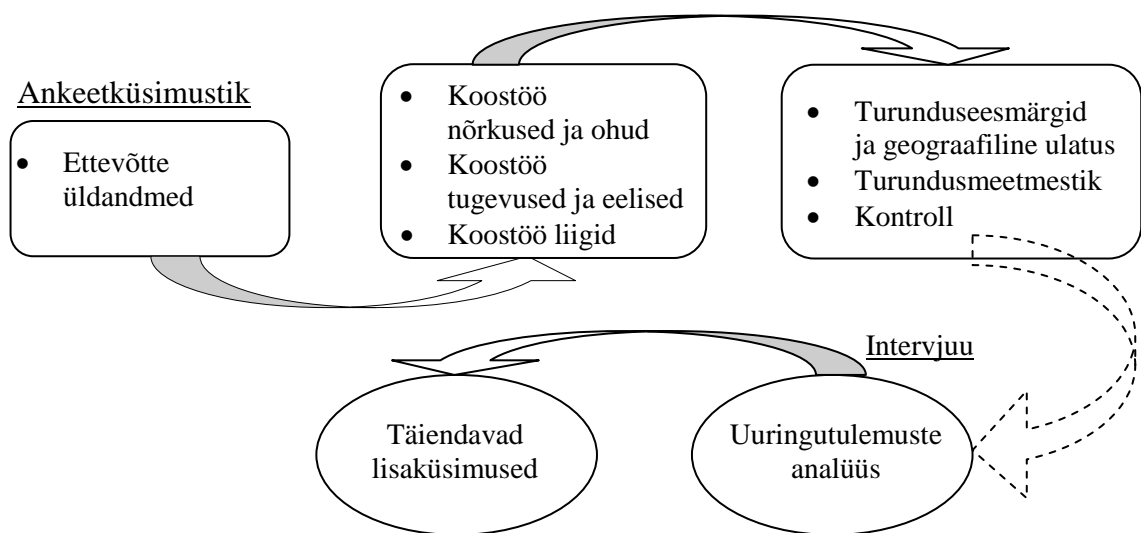 Ankeetküsimustik
• Ettevõtte
üldandmed
• Koostöö
nõrkused ja ohud
• Koostöö
tugevused ja eelised
• Koostöö liigid
• Turunduseesmärgid
ja geograafiline ulatus
• Turundusmeetmestik
• Kontroll
Intervjuu
Täiendavad
lisaküsimused
Uuringutulemuste
analüüs